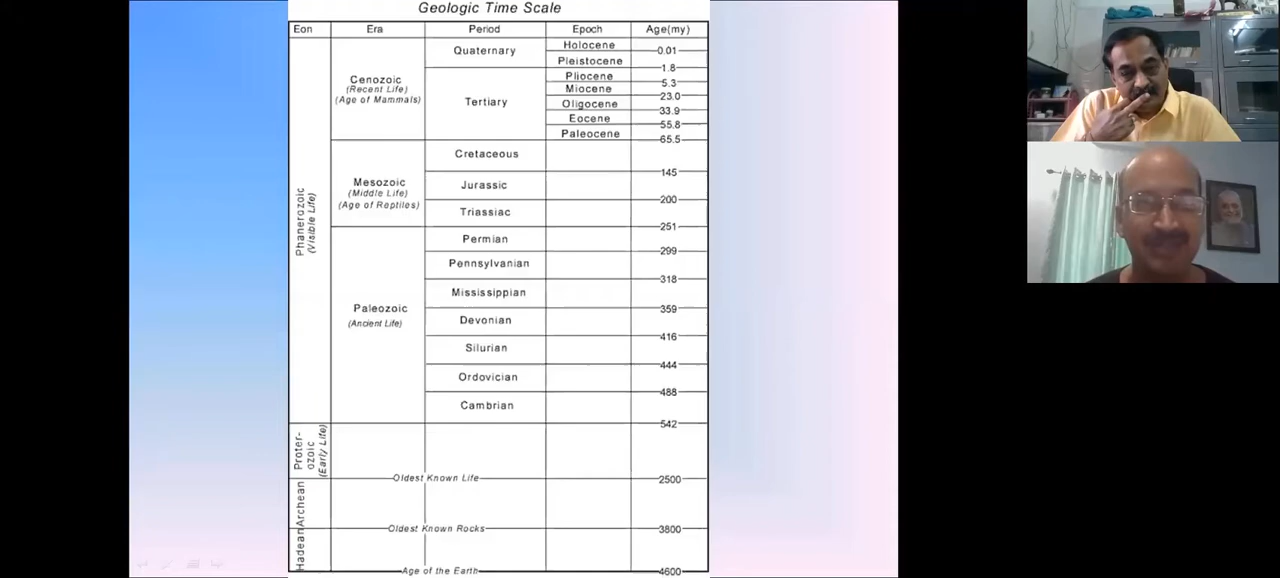 Geologic Time Scale
Eon Era Period Epoch Age(my)
Holocene
Quaternary 0.01
Pleistocene
1.8
Pliocene
Cenozoic 5.3
(Recent Life) Miocene
(Age of Mammals) 23.0
Tertiary Oligocene
33.9
Eocene
55.8
Paleocene
65.5
Cretaceous
145
Mesozoic
(Middle Life) Jurassic
(Age of Reptiles) 200
Triassiac
251
Phanerazoic
(Visible Life)
Permian
299
Pennsylvanian
318
Mississippian
Paleozoic 359
(Ancient Life) Devonian
416
Silurian
444
Ordovician
488
Cambrian
542
Proter-
ozoic
(Early Life)
Oldest Known Life 2500
Archean
Oldest Known Rocks 3800
Hadean
Age of the Earth 4600